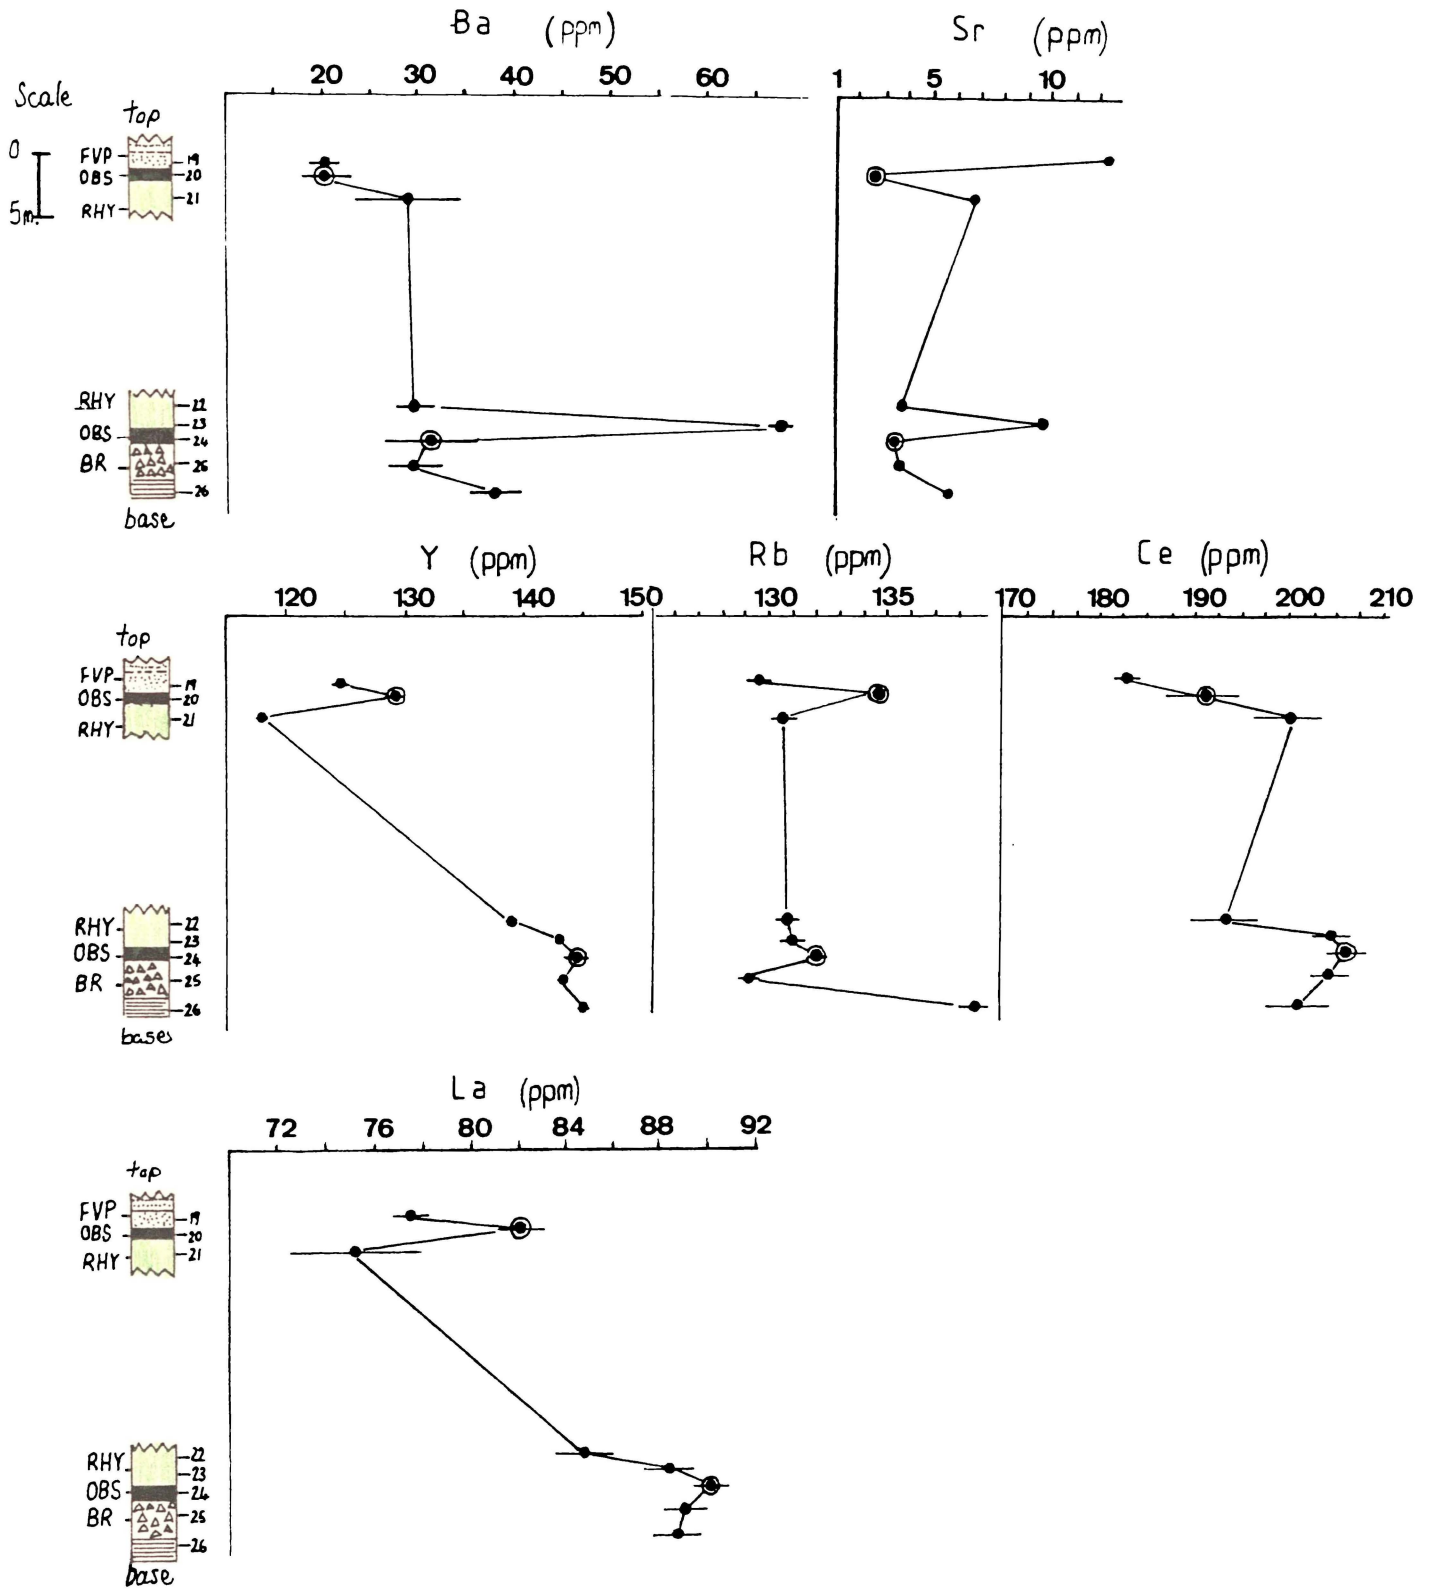 Ba (ppm) Sr (ppm)
20 30 40 50 60 1 5 10
Scale
top
0
FVP 19
OBS 20
21
5m.
RHY
RHY 22
23
OBS 24
BR 25
26
base
Y (ppm) Rb (ppm) Ce (ppm)
120 130 140 150 130 135 170 180 190 200 210
top
FVP 19
OBS 20
21
RHY
RHY 22
23
OBS 24
BR 25
26
base
La (ppm)
72 76 80 84 88 92
top
FVP 19
OBS 20
RHY 21
RHY 22
23
OBS 24
BR 25
26
base